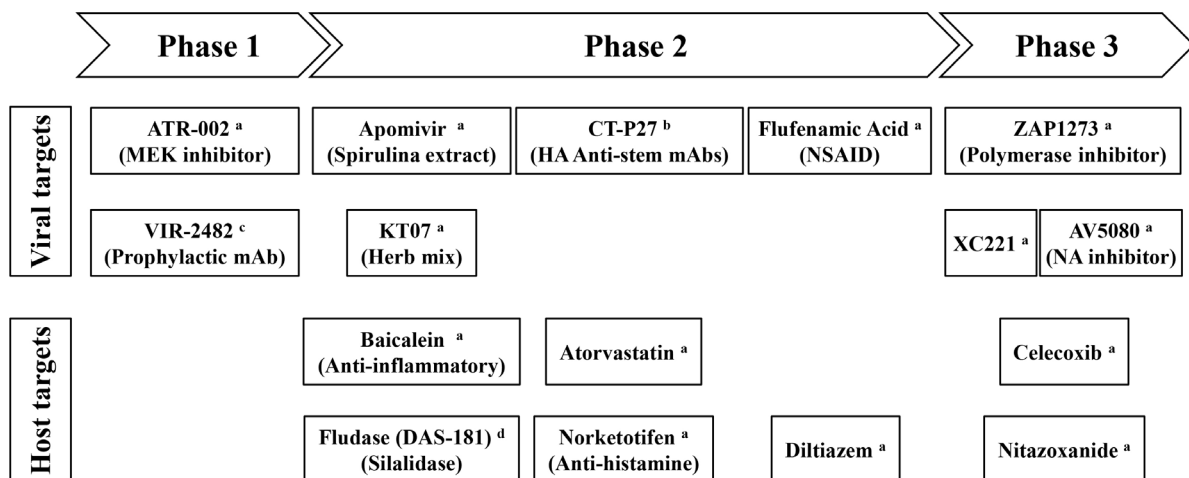 Phase 1
Phase 2
Phase 3
Viral targets
ATR-002 a
(MEK inhibitor)
Apomivir a
(Spirulina extract)
CT-P27 b
(HA Anti-stem mAbs)
Flufenamic Acid a
(NSAID)
ZAP1273 a
(Polymerase inhibitor)
VIR-2482 c
(Prophylactic mAb)
KT07 a
(Herb mix)
XC221 a
AV5080 a
(NA inhibitor)
Host targets
Baicalein a
(Anti-inflammatory)
Atorvastatin a
Celecoxib a
Fludase (DAS-181) d
(Silalidase)
Norketotifen a
(Anti-histamine)
Diltiazem a
Nitazoxanide a